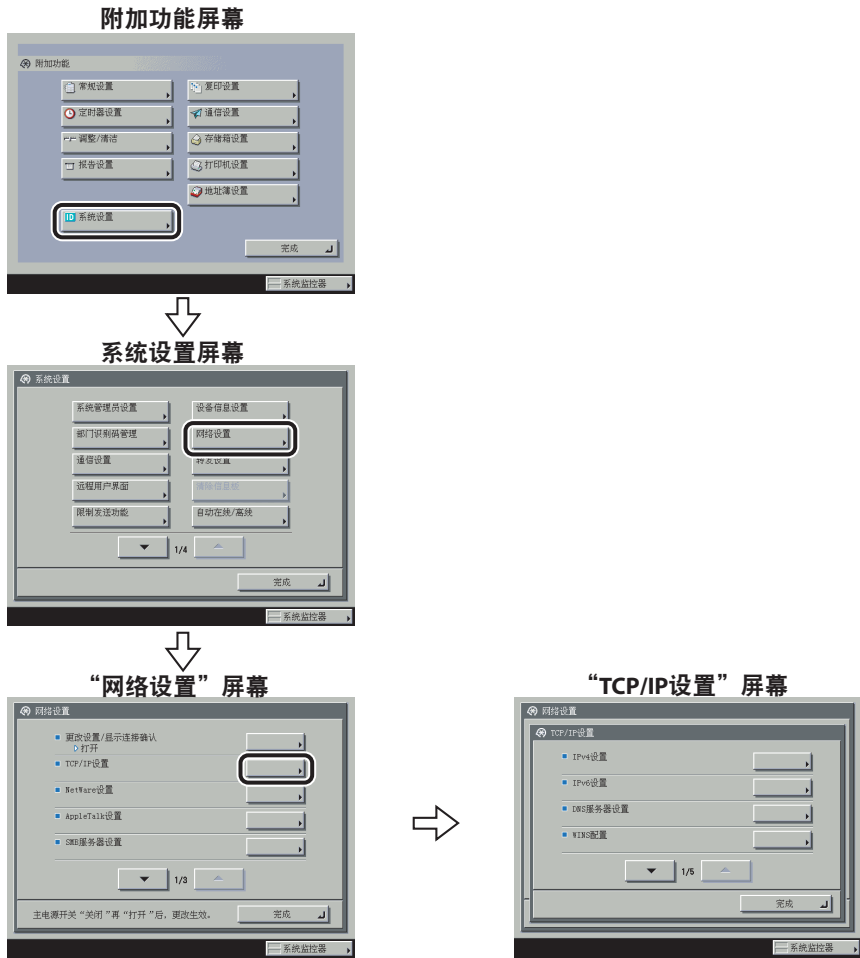 附加功能屏幕
附加功能
常规设置
复印设置
定时器设置
通信设置
调整/清洁
存储箱设置
报告设置
打印机设置
地址簿设置
ID 系统设置
完成
系统监控器
系统设置屏幕
系统设置
系统管理员设置
设备信息设置
部门识别码管理
网络设置
通信设置
转发设置
远程用户界面
清除信息板
限制发送功能
自动在线/离线
1/4
完成
系统监控器
“网络设置”屏幕
网络设置
更改设置/显示连接确认
打开
TCP/IP设置
NetWare设置
AppleTalk设置
SMB服务器设置
1/3
主电源开关“关闭”再“打开”后，更改生效。
完成
系统监控器
“TCP/IP设置”屏幕
网络设置
TCP/IP设置
IPv4设置
IPv6设置
DNS服务器设置
WINS配置
1/5
完成
系统监控器